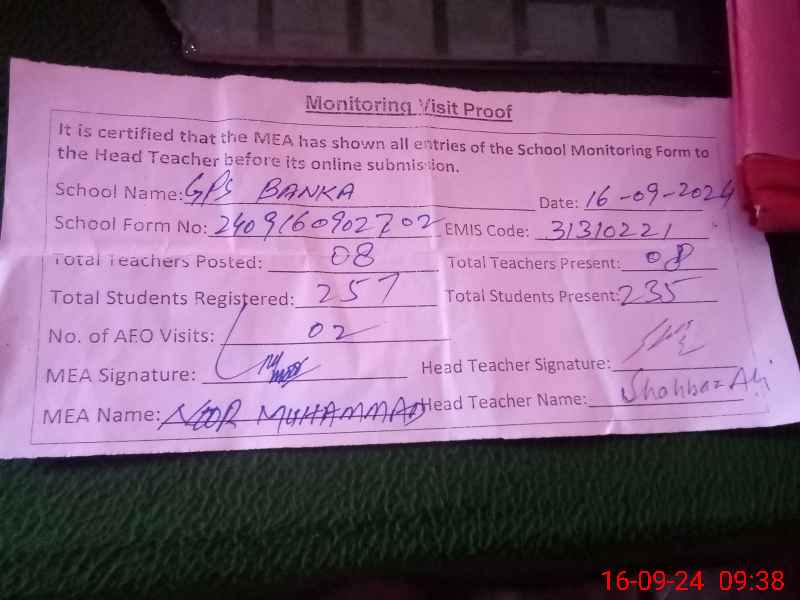 Monitoring Visit Proof
It is certified that the MEA has shown all entries of the School Monitoring Form to
the Head Teacher before its online submission.
School Name: GPS BANKA Date: 16-09-2024
School Form No: 2409160902702 EMIS Code: 31310221
Total Teachers Posted: 08 Total Teachers Present: 08
Total Students Registered: 257 Total Students Present: 235
No. of AEO Visits: 02
MEA Signature: Head Teacher Signature:
MEA Name: NOOR MUHAMMAD Head Teacher Name: Shahbaz Ali
16-09-24 09:38